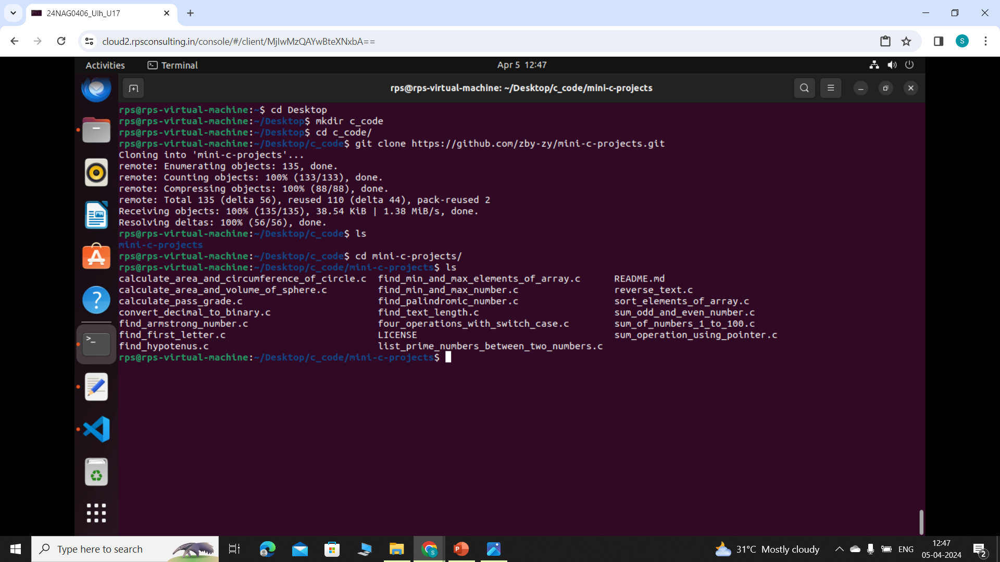 24NAG0406_Ulh_U17
cloud2.rpsconsulting.in/console/#/client/MjIwMzQAYwBteXNxbA==
S
Activities Terminal Apr 5 12:47
rps@rps-virtual-machine: ~/Desktop/c_code/mini-c-projects
rps@rps-virtual-machine:~$ cd Desktop
rps@rps-virtual-machine:~/Desktop$ mkdir c_code
rps@rps-virtual-machine:~/Desktop$ cd c_code/
rps@rps-virtual-machine:~/Desktop/c_code$ git clone https://github.com/zby-zy/mini-c-projects.git
Cloning into 'mini-c-projects'...
remote: Enumerating objects: 135, done.
remote: Counting objects: 100% (133/133), done.
remote: Compressing objects: 100% (88/88), done.
remote: Total 135 (delta 56), reused 110 (delta 44), pack-reused 2
Receiving objects: 100% (135/135), 38.54 KiB | 1.38 MiB/s, done.
Resolving deltas: 100% (56/56), done.
rps@rps-virtual-machine:~/Desktop/c_code$ ls
mini-c-projects
rps@rps-virtual-machine:~/Desktop/c_code$ cd mini-c-projects/
rps@rps-virtual-machine:~/Desktop/c_code/mini-c-projects$ ls
calculate_area_and_circumference_of_circle.c find_min_and_max_elements_of_array.c README.md
calculate_area_and_volume_of_sphere.c find_min_and_max_number.c reverse_text.c
calculate_pass_grade.c find_palindromic_number.c sort_elements_of_array.c
convert_decimal_to_binary.c find_text_length.c sum_odd_and_even_number.c
find_armstrong_number.c four_operations_with_switch_case.c sum_of_numbers_1_to_100.c
find_first_letter.c LICENSE sum_operation_using_pointer.c
find_hypotenus.c list_prime_numbers_between_two_numbers.c
rps@rps-virtual-machine:~/Desktop/c_code/mini-c-projects$
Type here to search
31°C Mostly cloudy
ENG
12:47
05-04-2024
2